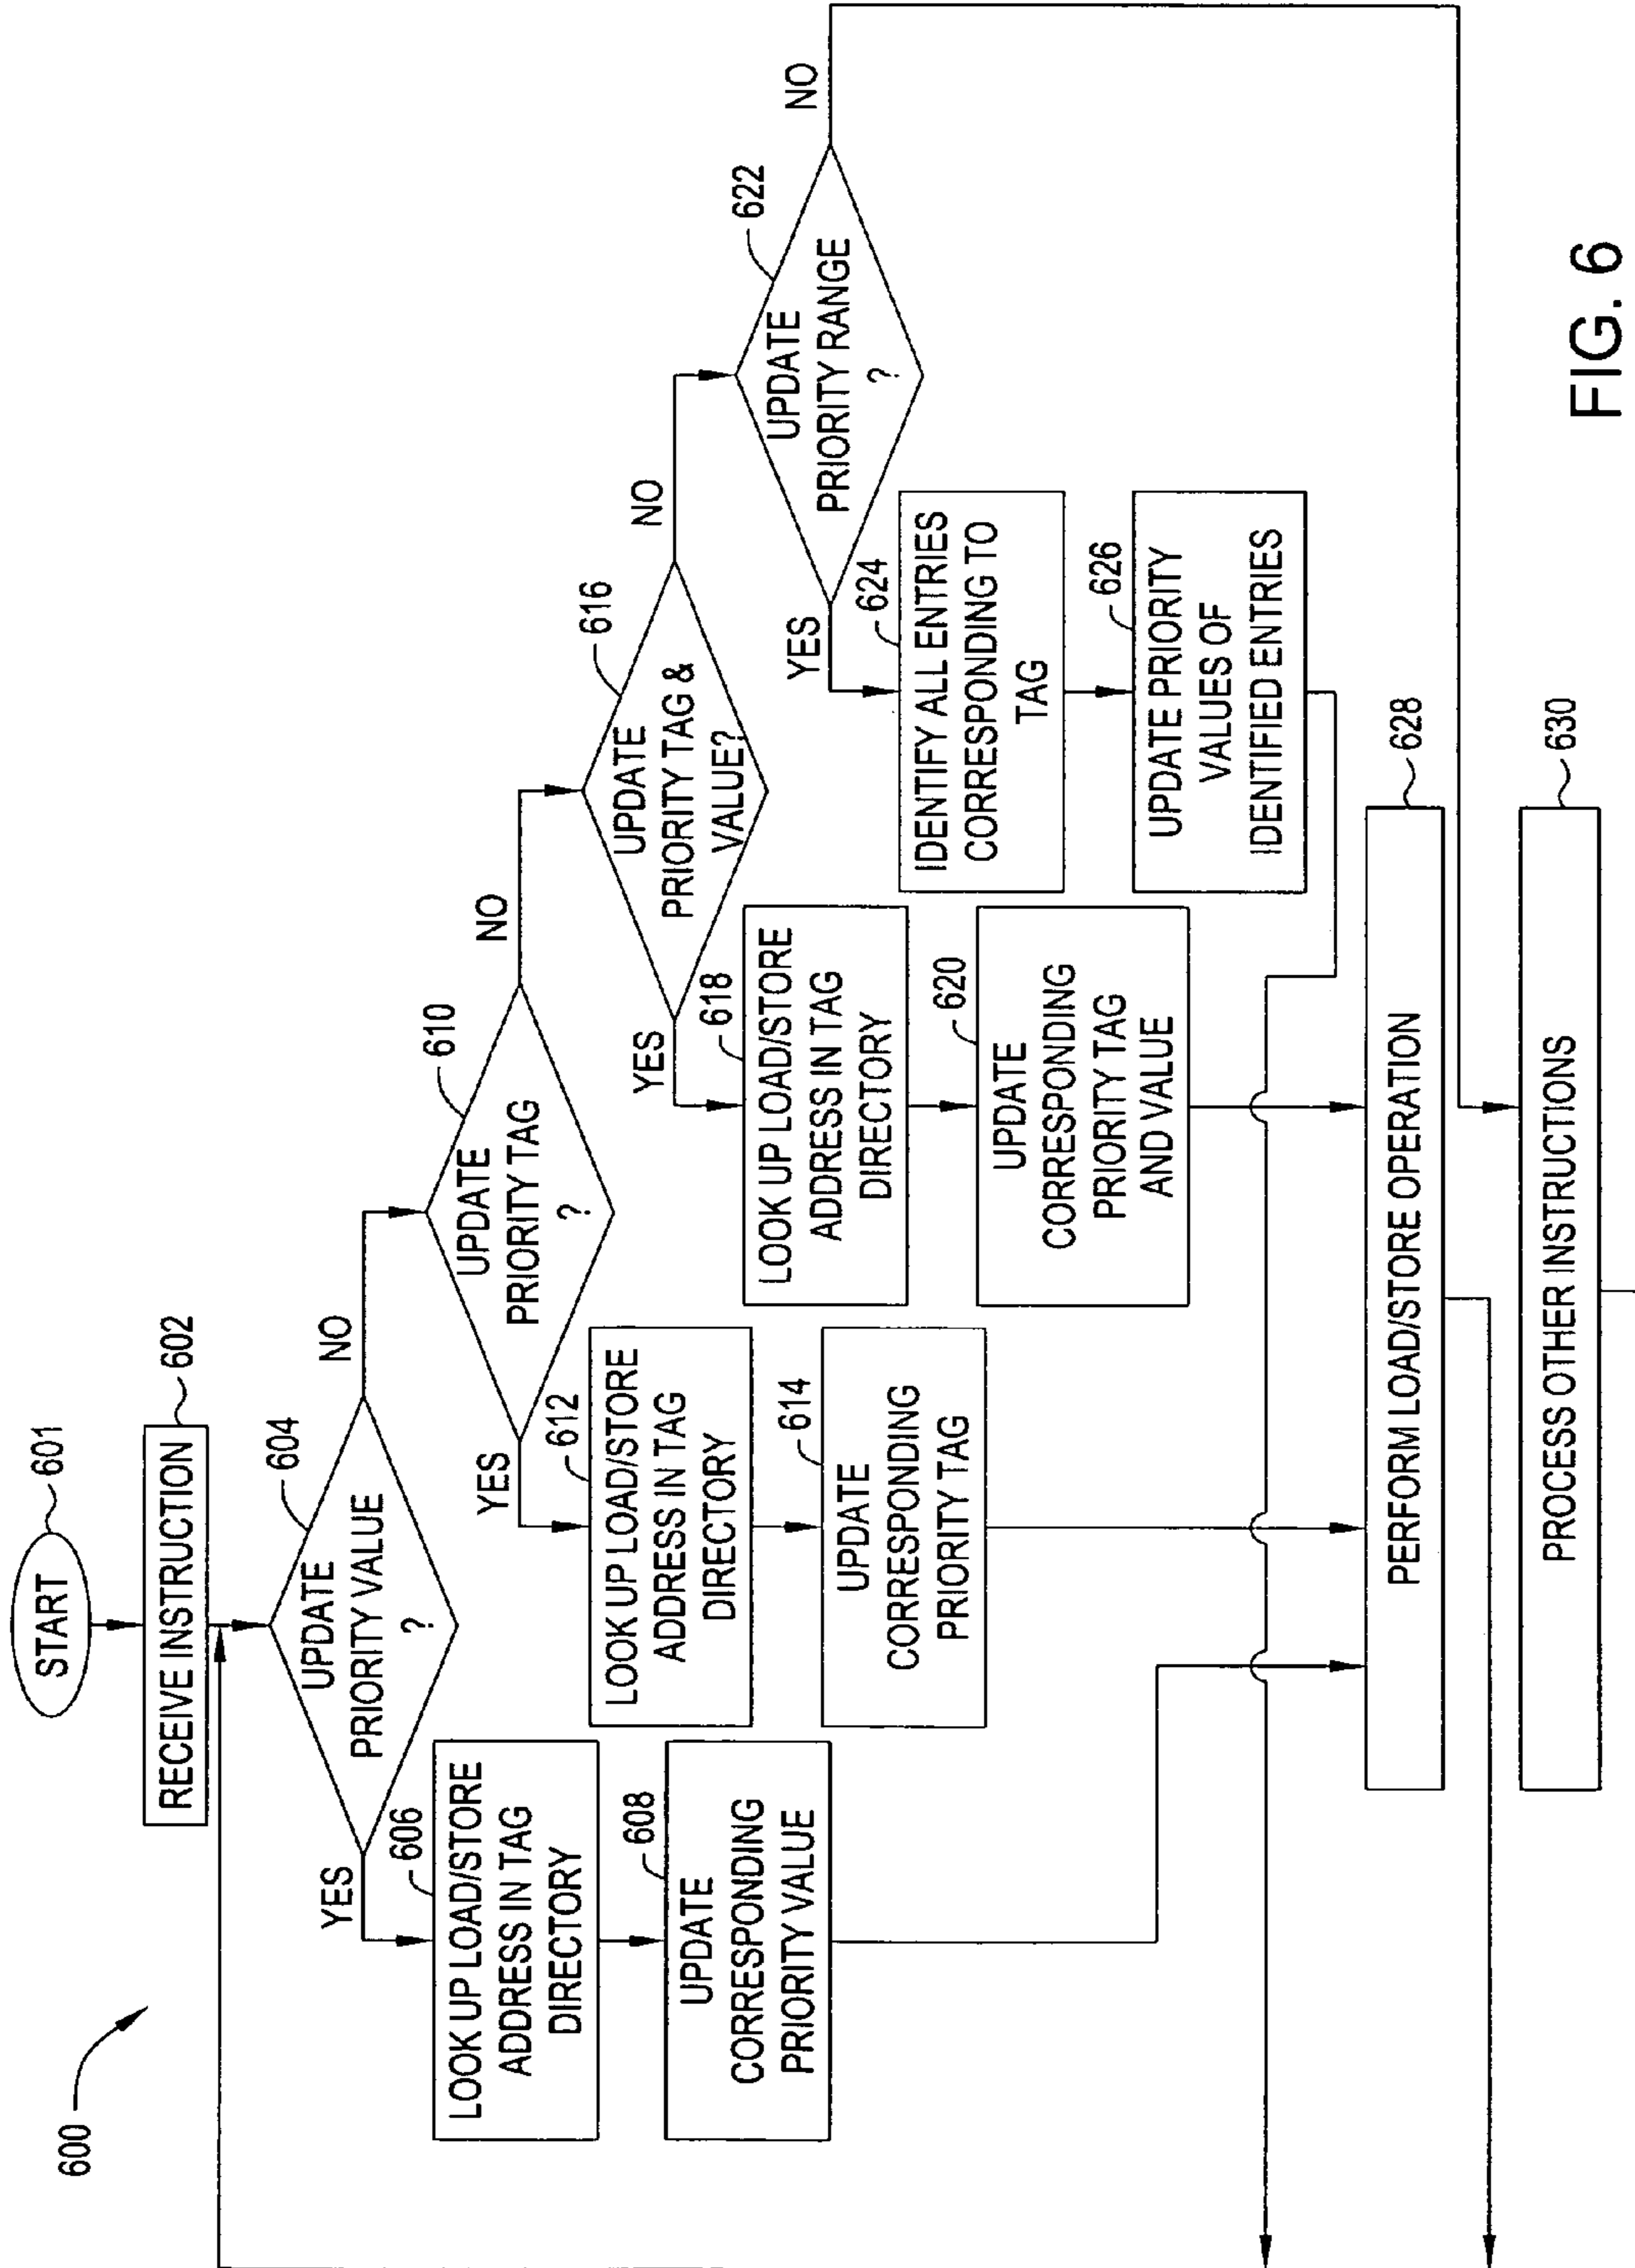 600
START
601
RECEIVE INSTRUCTION
602
UPDATE
PRIORITY VALUE
?
604
YES
NO
LOOK UP LOAD/STORE
ADDRESS IN TAG
DIRECTORY
606
UPDATE
CORRESPONDING
PRIORITY VALUE
608
UPDATE
PRIORITY TAG
?
610
YES
NO
LOOK UP LOAD/STORE
ADDRESS IN TAG
DIRECTORY
612
UPDATE
CORRESPONDING
PRIORITY TAG
614
UPDATE
PRIORITY TAG &
VALUE?
616
YES
NO
LOOK UP LOAD/STORE
ADDRESS IN TAG
DIRECTORY
618
UPDATE
CORRESPONDING
PRIORITY TAG
AND VALUE
620
UPDATE
PRIORITY RANGE
?
622
YES
NO
IDENTIFY ALL ENTRIES
CORRESPONDING TO
TAG
624
UPDATE PRIORITY
VALUES OF
IDENTIFIED ENTRIES
626
PERFORM LOAD/STORE OPERATION
628
PROCESS OTHER INSTRUCTIONS
630
FIG. 6